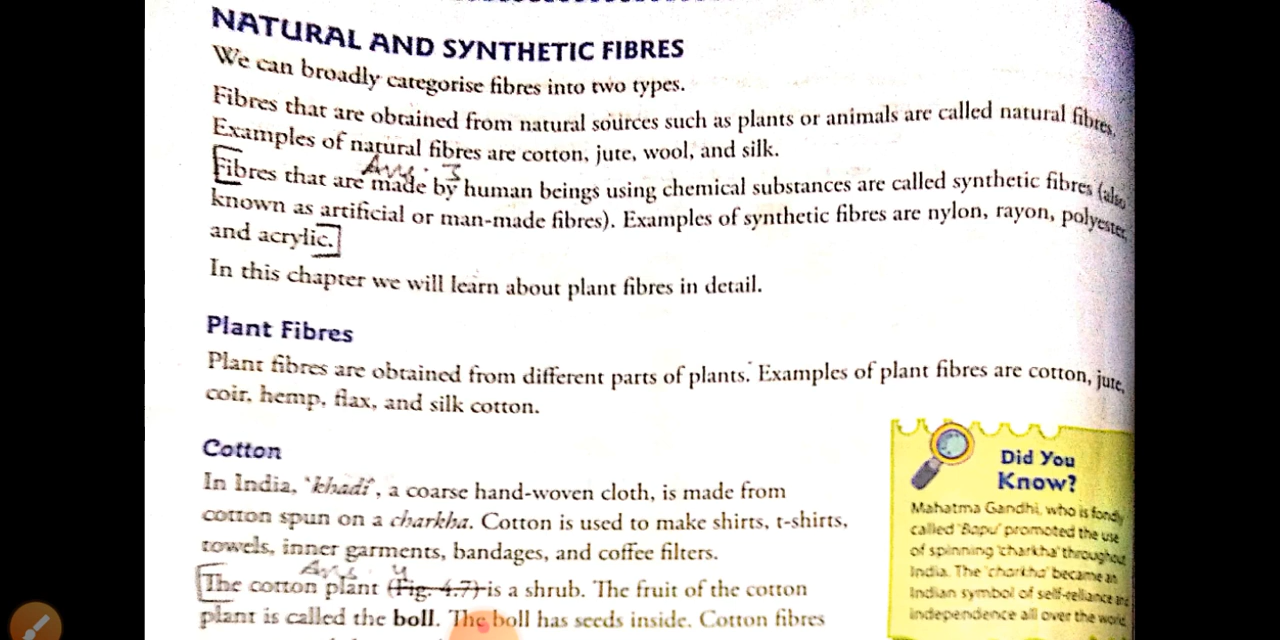 NATURAL AND SYNTHETIC FIBRES
We can broadly categorise fibres into two types.
Fibres that are obtained from natural sources such as plants or animals are called natural fibres.
Examples of natural fibres are cotton, jute, wool, and silk.
Ans. 3
Fibres that are made by human beings using chemical substances are called synthetic fibres (also
known as artificial or man-made fibres). Examples of synthetic fibres are nylon, rayon, polyester,
and acrylic.
In this chapter we will learn about plant fibres in detail.
Plant Fibres
Plant fibres are obtained from different parts of plants. Examples of plant fibres are cotton, jute,
coir, hemp, flax, and silk cotton.
Cotton
In India, 'khadi', a coarse hand-woven cloth, is made from
cotton spun on a charkha. Cotton is used to make shirts, t-shirts,
towels, inner garments, bandages, and coffee filters.
Ans. 4
The cotton plant (Fig. 4.7) is a shrub. The fruit of the cotton
plant is called the boll. The boll has seeds inside. Cotton fibres
Did You
Know?
Mahatma Gandhi, who is fondly
called 'Bapu' promoted the use
of spinning 'charkha' throughout
India. The 'charkha' became an
Indian symbol of self-reliance and
independence all over the word